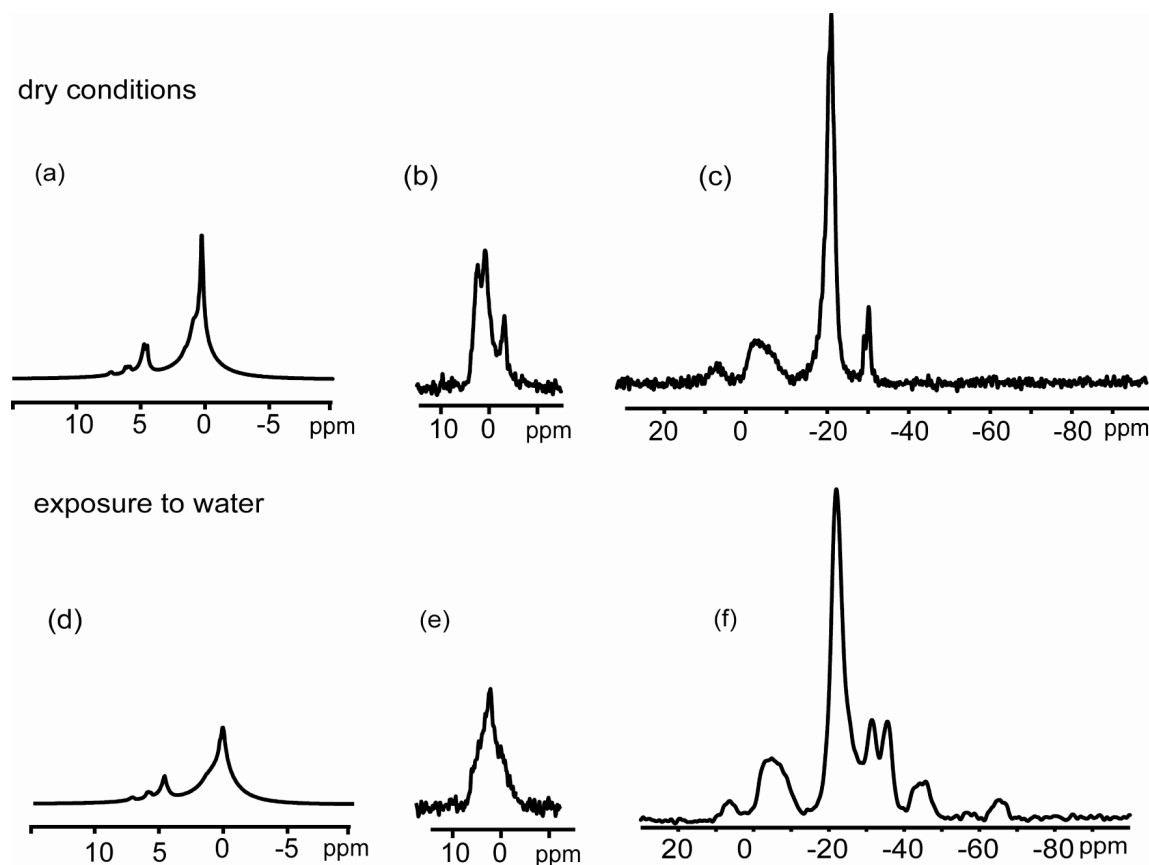 dry conditions
(a) (b) (c)
10 5 0 -5 ppm
10 0 ppm
20 0 -20 -40 -60 -80 ppm
exposure to water
(d) (e) (f)
10 5 0 -5 ppm
10 0 ppm
20 0 -20 -40 -60 -80 ppm